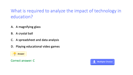 What is required to analyze the impact of technology in
education?
A. A magnifying glass
B. A crystal ball
C. A spreadsheet and data analysis
D. Playing educational video games
Correct answer: C